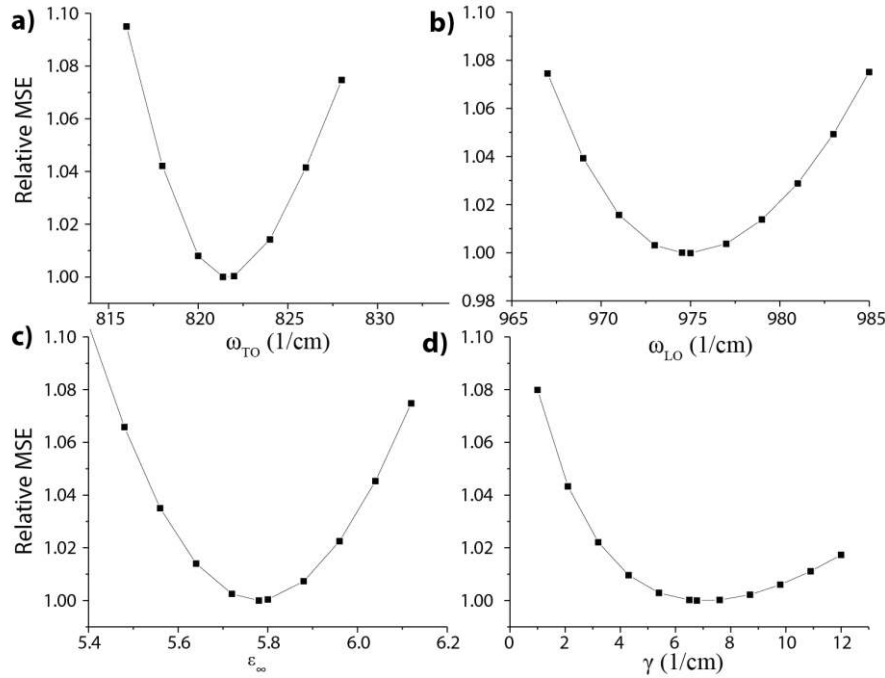 a)
1.10
1.08
1.06
1.04
1.02
1.00
Relative MSE
815 820 825 830
ω_TO (1/cm)
b)
1.10
1.08
1.06
1.04
1.02
1.00
0.98
965 970 975 980 985
ω_LO (1/cm)
c)
1.10
1.08
1.06
1.04
1.02
1.00
Relative MSE
5.4 5.6 5.8 6.0 6.2
ε_∞
d)
1.10
1.08
1.06
1.04
1.02
1.00
0 2 4 6 8 10 12
γ (1/cm)